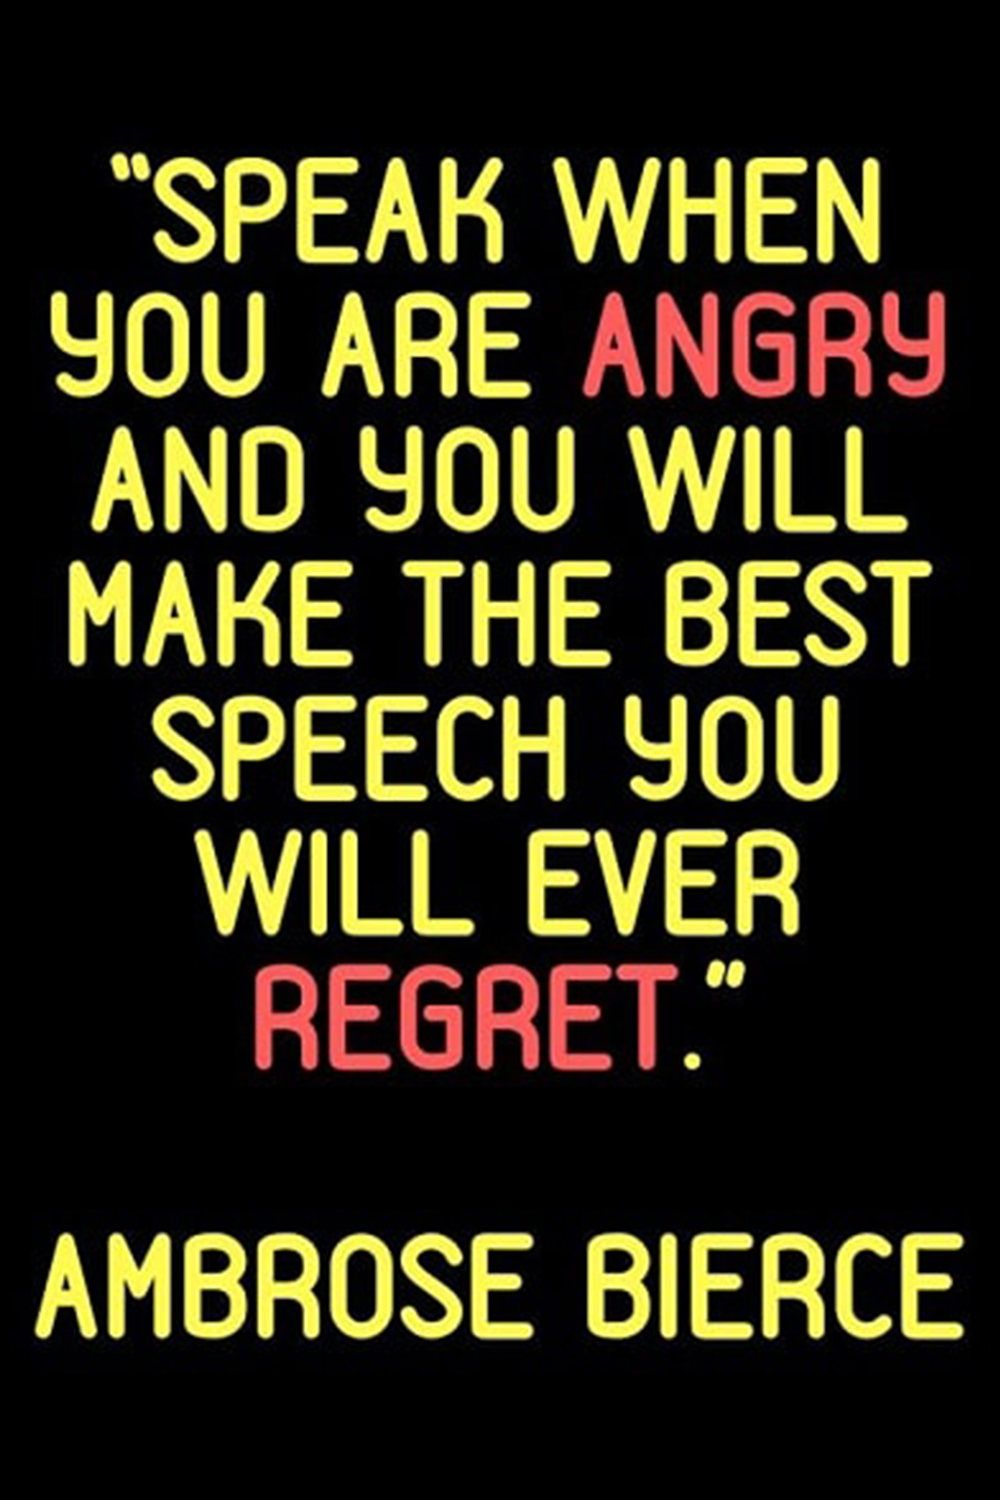 "SPEAK WHEN
YOU ARE ANGRY
AND YOU WILL
MAKE THE BEST
SPEECH YOU
WILL EVER
REGRET."
AMBROSE BIERCE